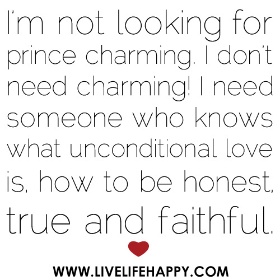 I'm not looking for
prince charming. I don't
need charming! I need
someone who knows
what unconditional love
is, how to be honest,
true and faithful.
WWW.LIVELIFEHAPPY.COM